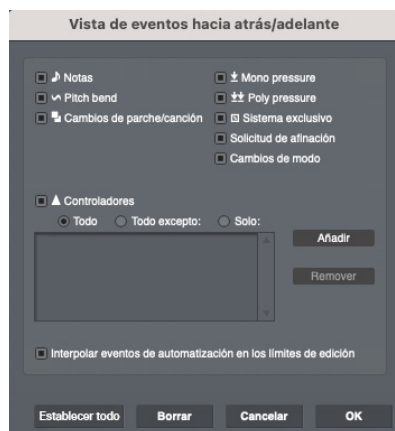 Vista de eventos hacia atrás/adelante
Notas
Mono pressure
Pitch bend
Poly pressure
Cambios de parche/canción
Sistema exclusivo
Solicitud de afinación
Cambios de modo
Controladores
Todo
Todo excepto:
Solo:
Añadir
Remover
Interpolar eventos de automatización en los límites de edición
Establecer todo
Borrar
Cancelar
OK